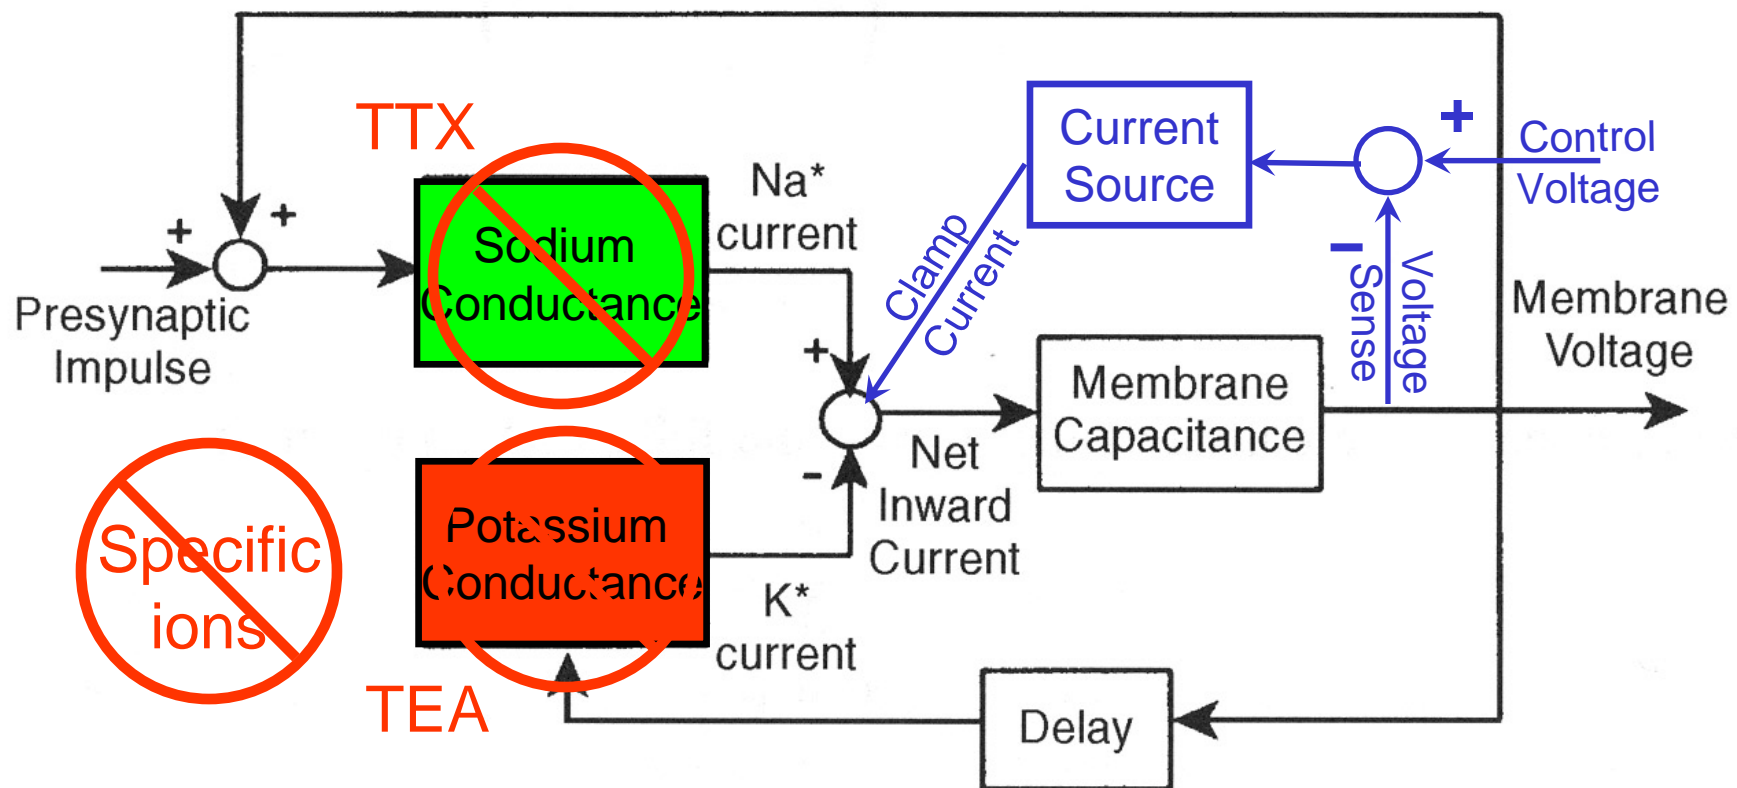 TTX
Current
Source
+
Control
Voltage
Na*
current
+
+
Sodium
Conductance
Clamp
Current
-
Voltage
Sense
Presynaptic
Impulse
Membrane
Voltage
+
Membrane
Capacitance
-
Net
Inward
Current
Specific
ions
Potassium
Conductance
K*
current
TEA
Delay